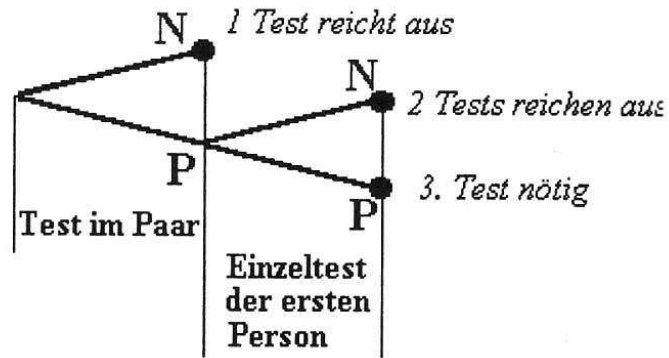 N 1 Test reicht aus
N
2 Tests reichen aus
P
P 3. Test nötig
Test im Paar
Einzeltest
der ersten
Person